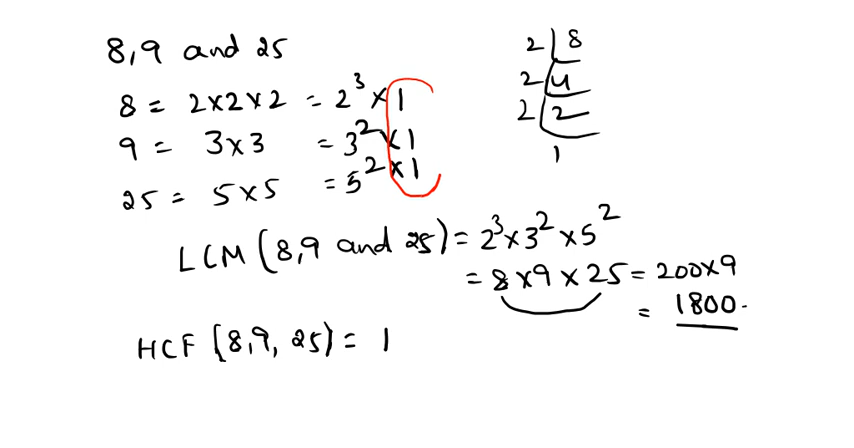 8,9 and 25
8 = 2×2×2 = 2³ × 1
9 = 3×3 = 3² × 1
25 = 5×5 = 5² × 1
2 | 8
2 | 4
2 | 2
1
LCM (8,9 and 25) = 2³×3²×5²
= 8×9×25 = 200×9
= 1800.
HCF (8,9, 25) = 1